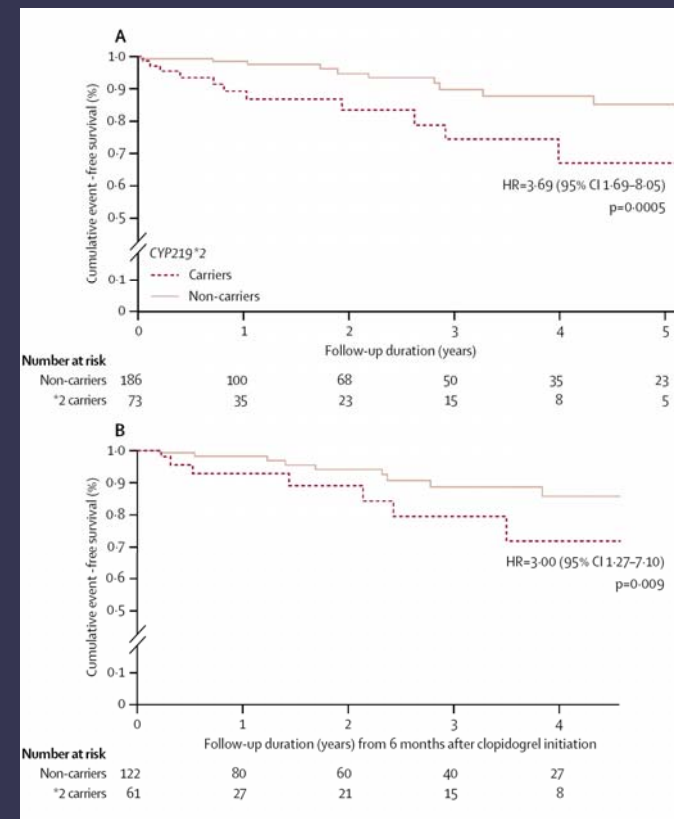 A
Cumulative event-free survival (%)
1·0
0·9
0·8
0·7
0·6
0·5
0·1
0
HR=3·69 (95% CI 1·69–8·05)
p=0·0005
CYP219*2
Carriers
Non-carriers
0 1 2 3 4 5
Follow-up duration (years)
Number at risk
Non-carriers 186 100 68 50 35 23
*2 carriers 73 35 23 15 8 5
B
Cumulative event-free survival (%)
1·0
0·9
0·8
0·7
0·6
0·5
0·1
0
HR=3·00 (95% CI 1·27–7·10)
p=0·009
0 1 2 3 4
Follow-up duration (years) from 6 months after clopidogrel initiation
Number at risk
Non-carriers 122 80 60 40 27
*2 carriers 61 27 21 15 8